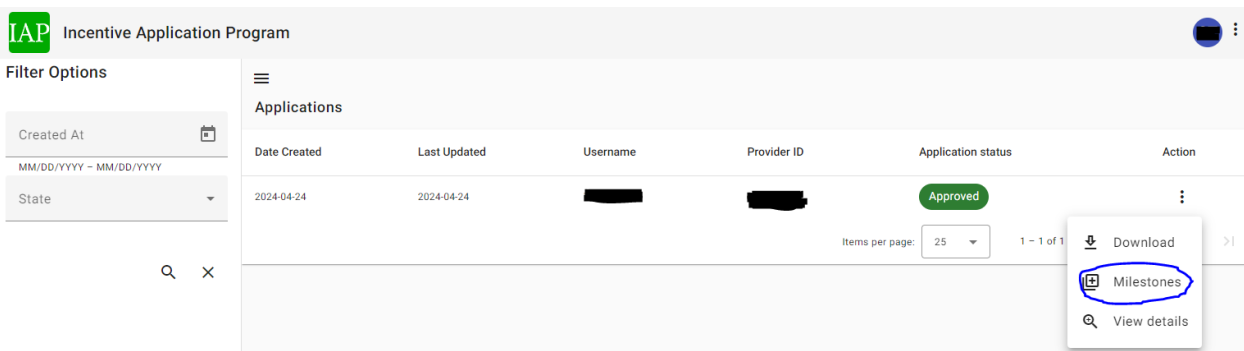 IAP Incentive Application Program
Filter Options
Applications
Created At
MM/DD/YYYY – MM/DD/YYYY
State
Date Created Last Updated Username Provider ID Application status Action
2024-04-24 2024-04-24 Approved
Items per page: 25 1 – 1 of 1
Download
Milestones
View details